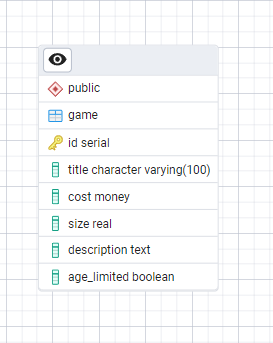 public
game
id serial
title character varying(100)
cost money
size real
description text
age_limited boolean